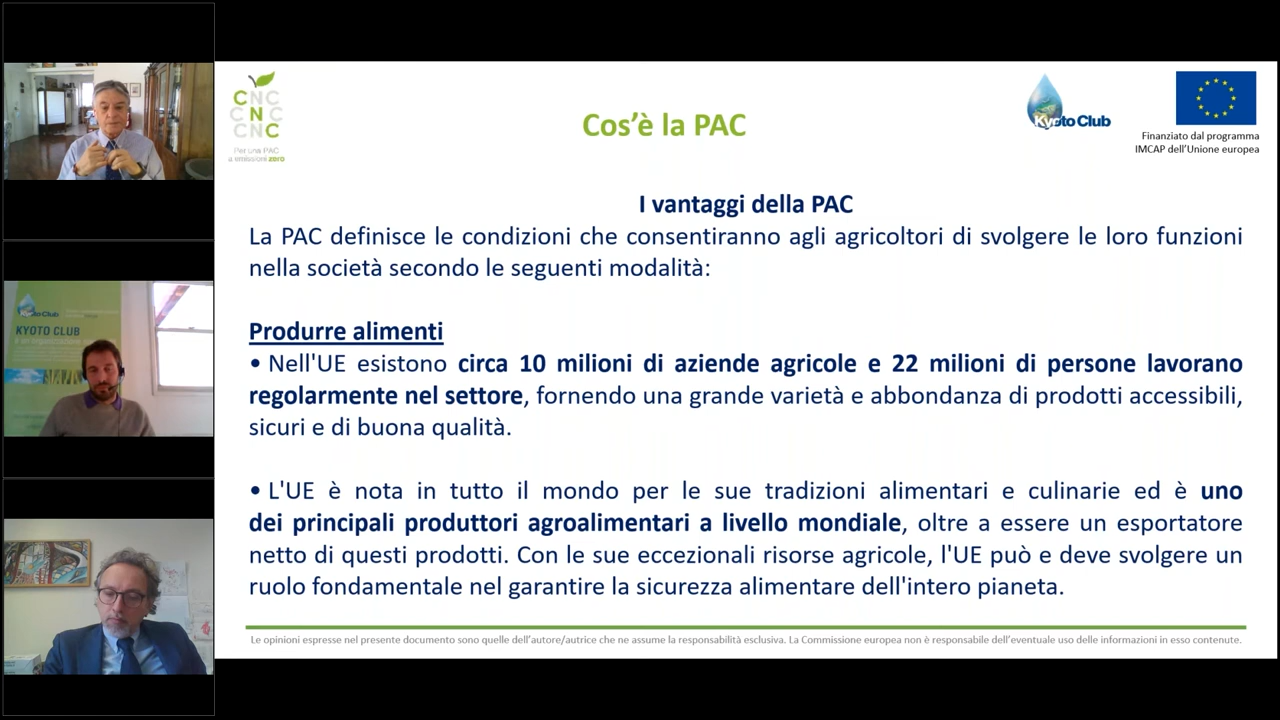 CNC
CNC
CNC
Per una PAC
a emissioni zero
Cos’è la PAC
Kyoto Club
Finanziato dal programma
IMCAP dell’Unione europea
I vantaggi della PAC
La PAC definisce le condizioni che consentiranno agli agricoltori di svolgere le loro funzioni
nella società secondo le seguenti modalità:
Produrre alimenti
• Nell'UE esistono circa 10 milioni di aziende agricole e 22 milioni di persone lavorano
regolarmente nel settore, fornendo una grande varietà e abbondanza di prodotti accessibili,
sicuri e di buona qualità.
• L'UE è nota in tutto il mondo per le sue tradizioni alimentari e culinarie ed è uno
dei principali produttori agroalimentari a livello mondiale, oltre a essere un esportatore
netto di questi prodotti. Con le sue eccezionali risorse agricole, l'UE può e deve svolgere un
ruolo fondamentale nel garantire la sicurezza alimentare dell'intero pianeta.
Le opinioni espresse nel presente documento sono quelle dell’autore/autrice che ne assume la responsabilità esclusiva. La Commissione europea non è responsabile dell’eventuale uso delle informazioni in esso contenute.
Kyoto Club
KYOTO CLUB